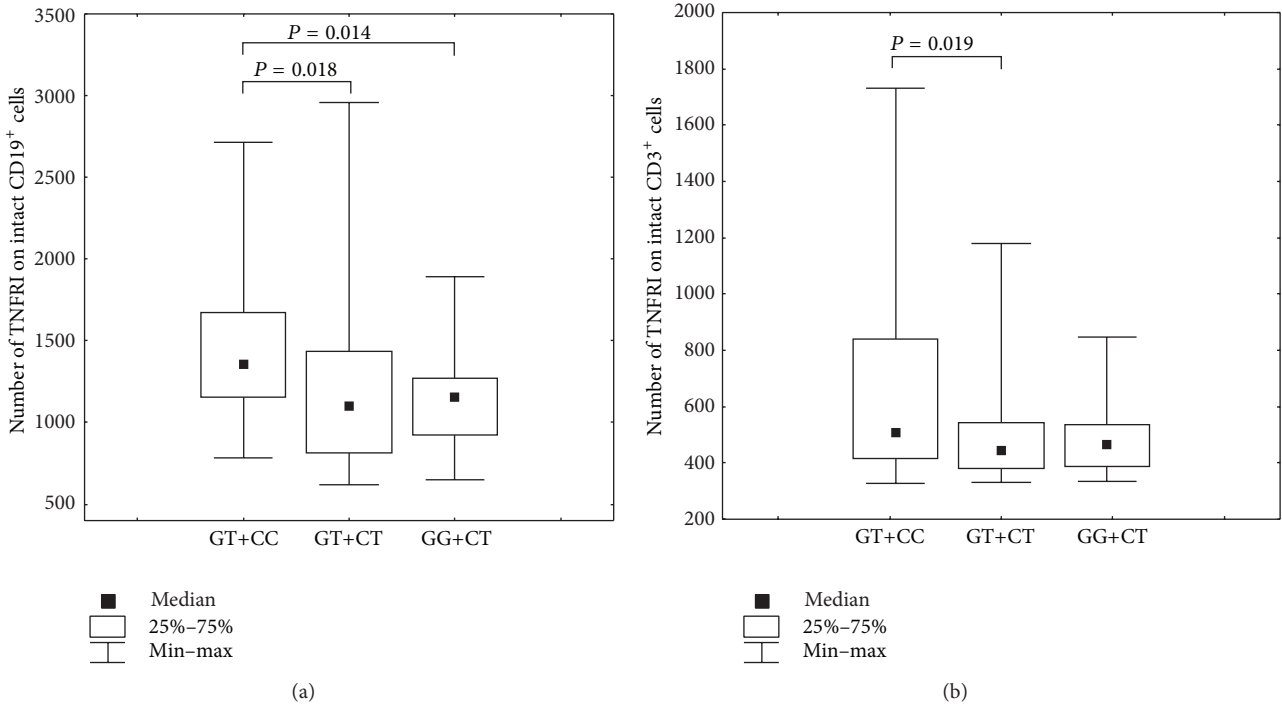 3500
3000
2500
2000
1500
1000
500
Number of TNFRI on intact CD19⁺ cells
P = 0.014
P = 0.018
GT+CC GT+CT GG+CT
Median
25%–75%
Min–max
(a)
2000
1800
1600
1400
1200
1000
800
600
400
200
Number of TNFRI on intact CD3⁺ cells
P = 0.019
GT+CC GT+CT GG+CT
Median
25%–75%
Min–max
(b)